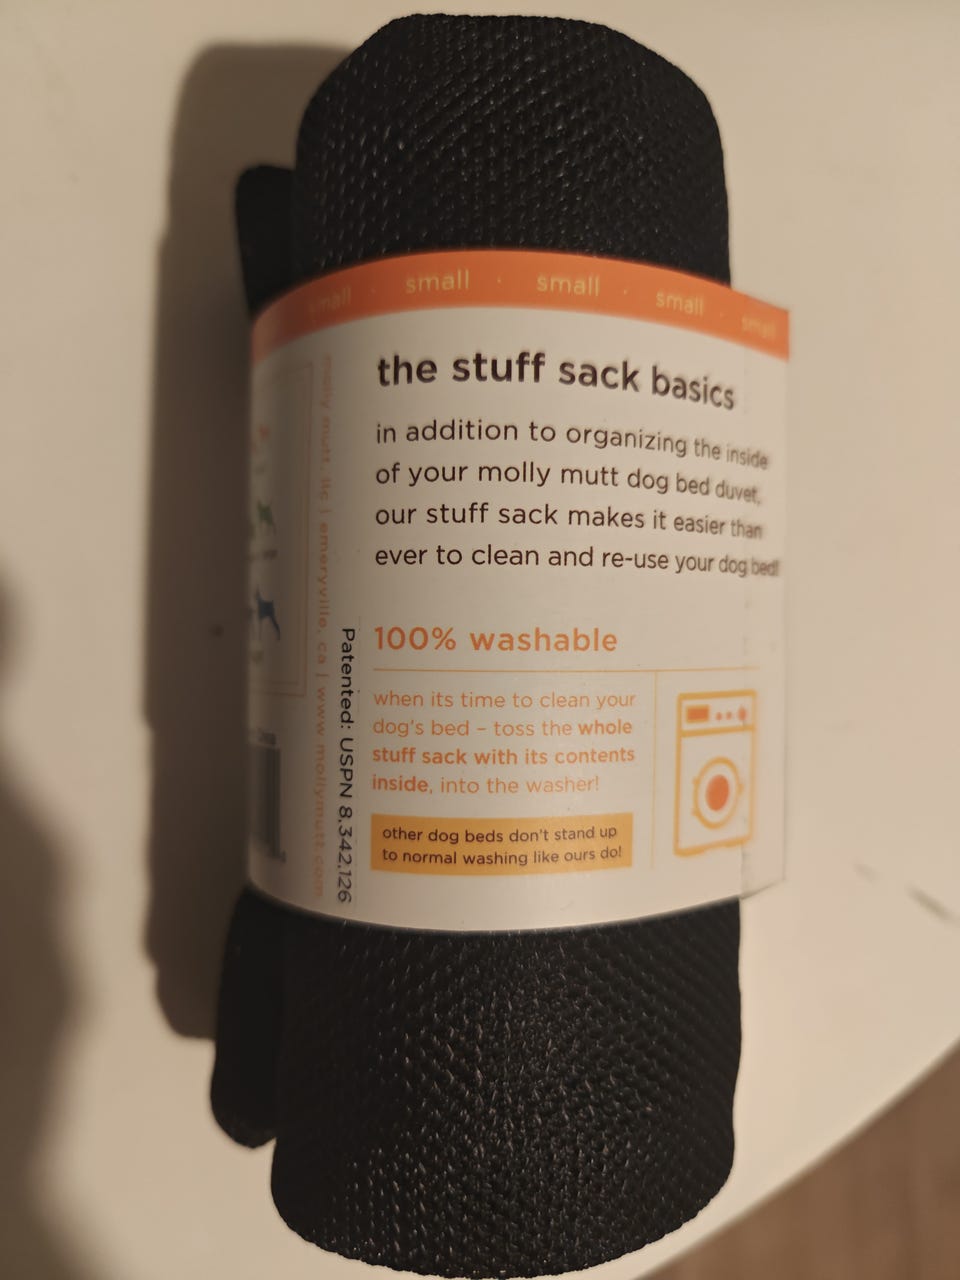 small · small · small · small · small
the stuff sack basics
in addition to organizing the inside
of your molly mutt dog bed duvet,
our stuff sack makes it easier than
ever to clean and re-use your dog bed!
100% washable
when its time to clean your
dog's bed – toss the whole
stuff sack with its contents
inside, into the washer!
other dog beds don't stand up
to normal washing like ours do!
Patented: USPN 8,342,126
molly mutt, llc | emeryville, ca | www.mollymutt.com